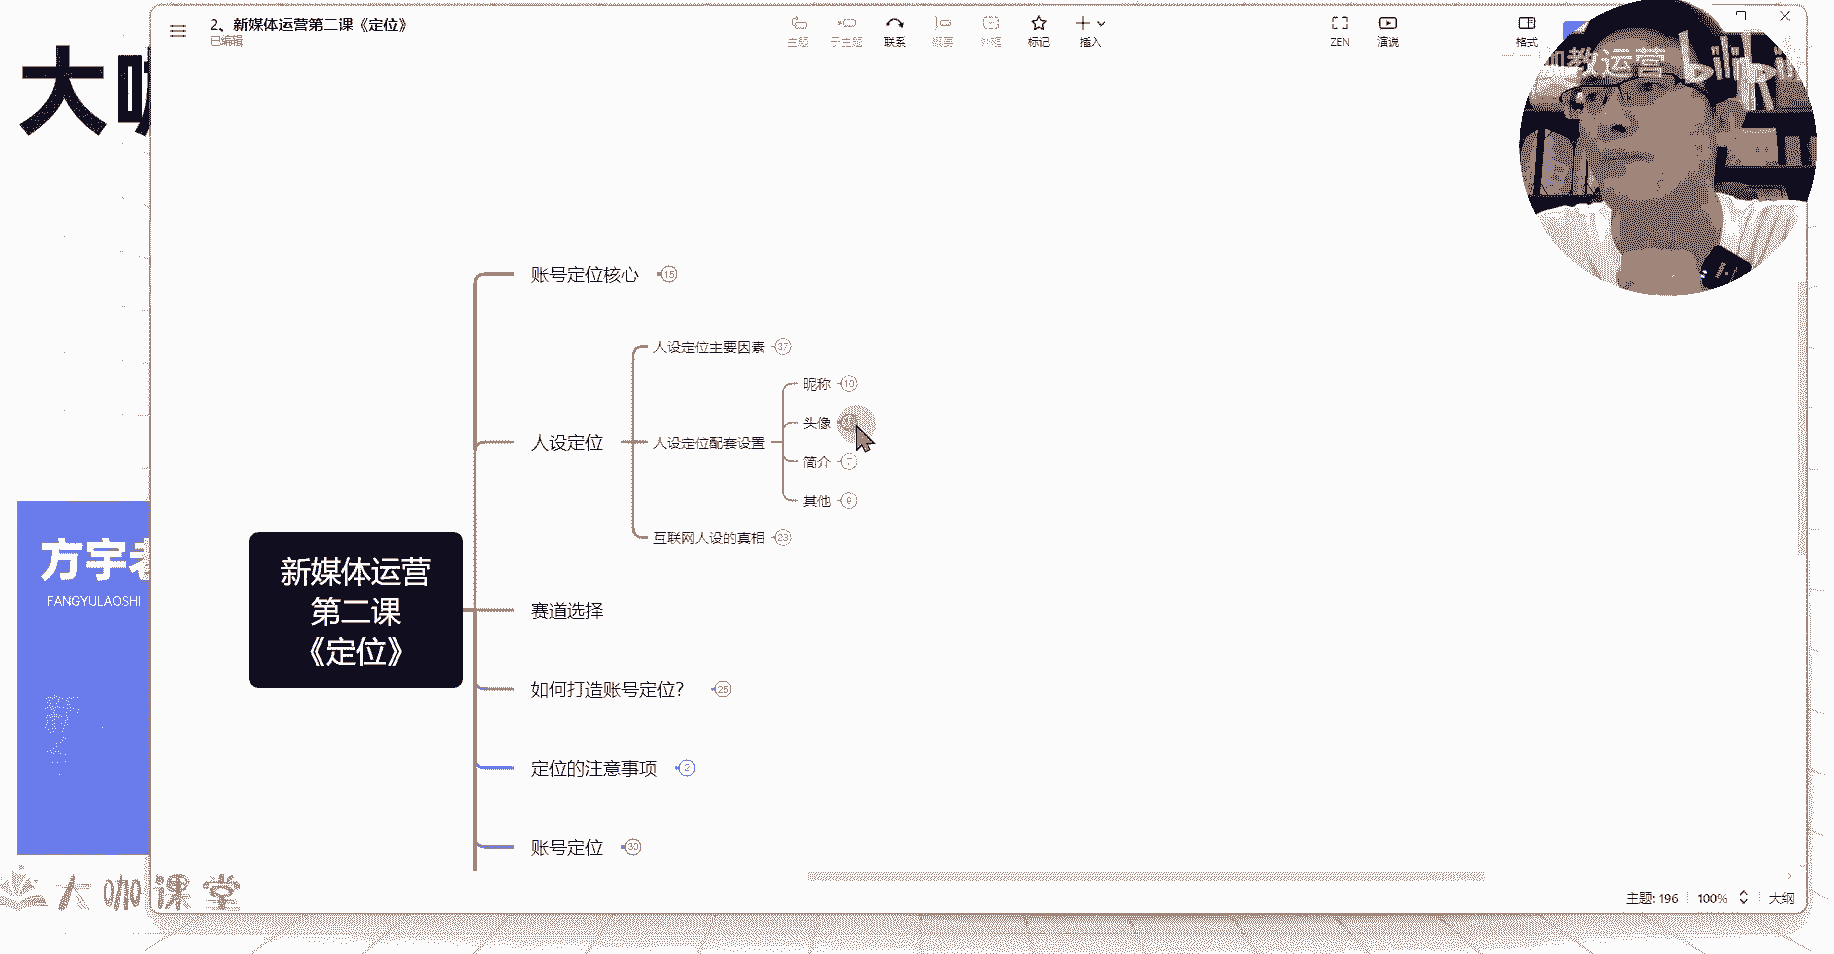 2、新媒体运营第二课《定位》
已编辑
主题
子主题
联系
概要
外框
标记
插入
ZEN
演说
格式
咖教运营 bilibili
大咖
账号定位核心 15
人设定位主要因素 37
昵称 10
头像
人设定位
人设定位配套设置
简介 7
其他 9
互联网人设的真相 23
新媒体运营
第二课
《定位》
赛道选择
如何打造账号定位? 25
定位的注意事项 2
账号定位 30
方宇老
FANGYULAOSHI
大咖课堂
主题: 196
100%
大纲